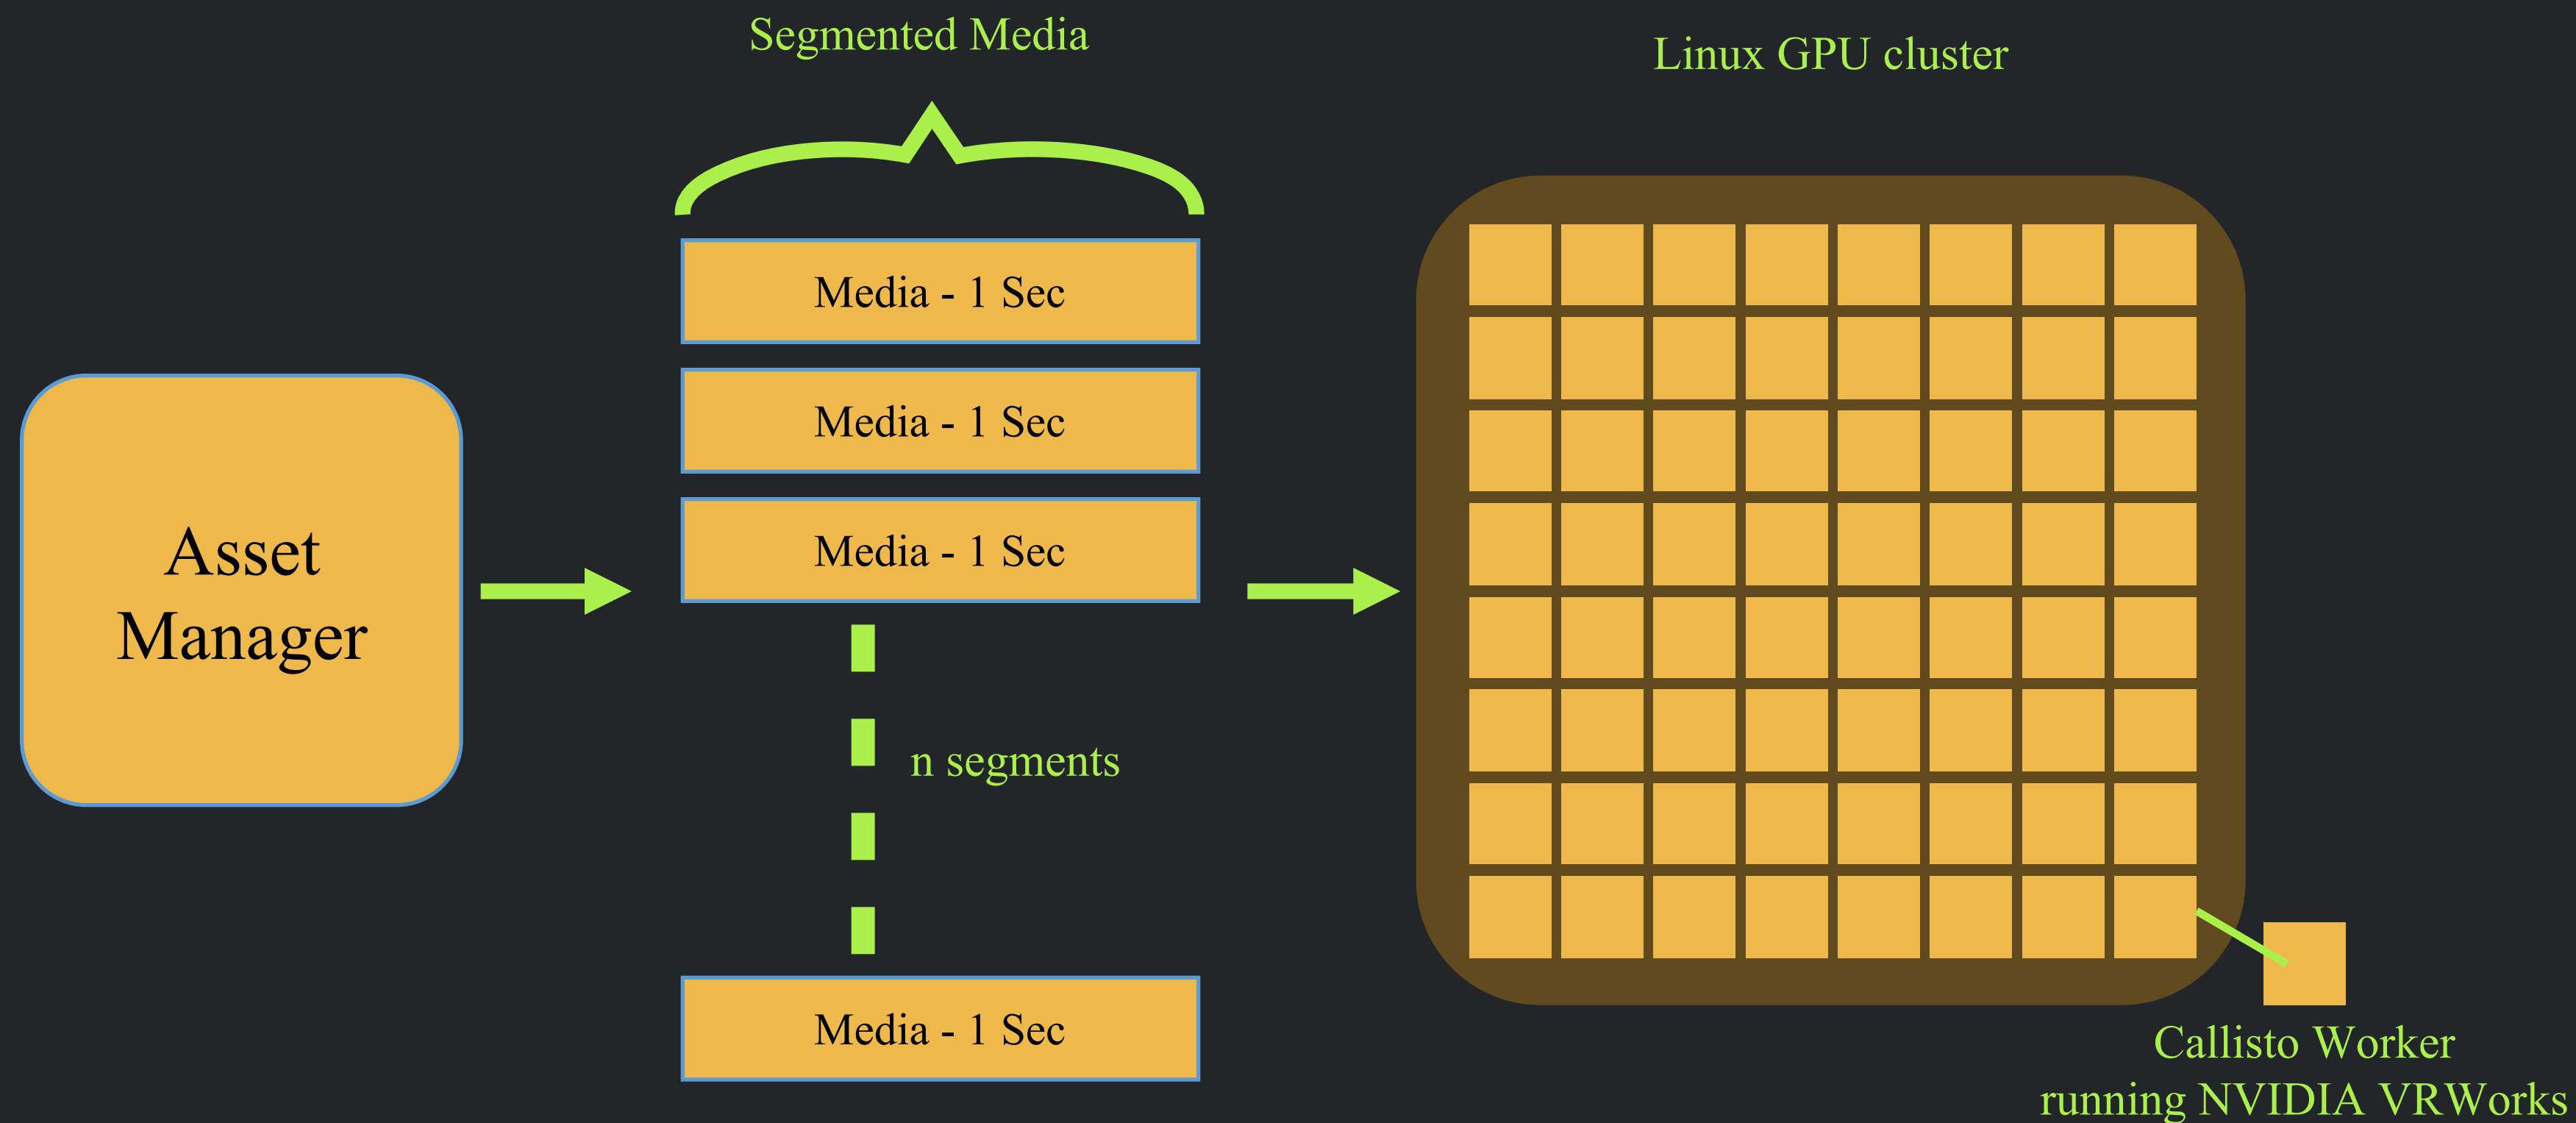 Segmented Media
Linux GPU cluster
Media - 1 Sec
Media - 1 Sec
Media - 1 Sec
Asset
Manager
n segments
Media - 1 Sec
Callisto Worker
running NVIDIA VRWorks